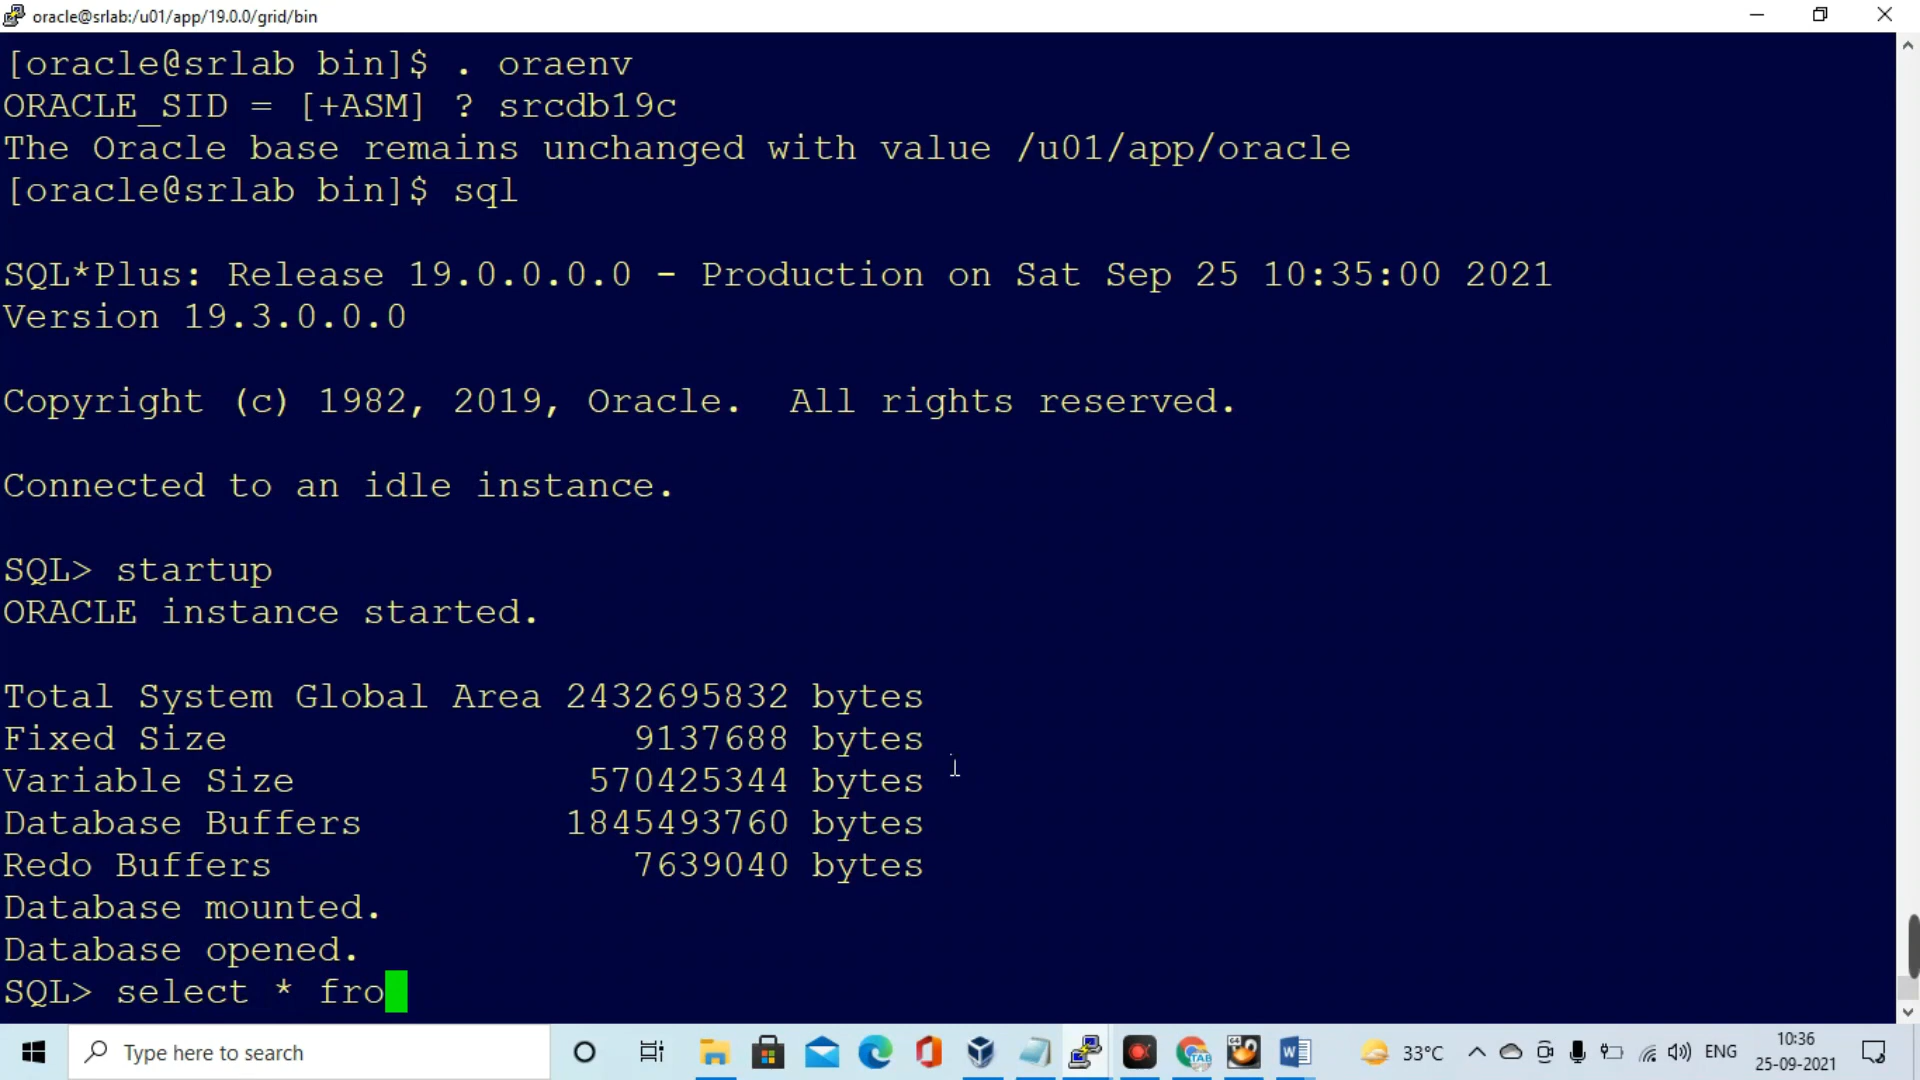 oracle@srlab:/u01/app/19.0.0/grid/bin
[oracle@srlab bin]$ . oraenv
ORACLE_SID = [+ASM] ? srcdb19c
The Oracle base remains unchanged with value /u01/app/oracle
[oracle@srlab bin]$ sql
SQL*Plus: Release 19.0.0.0.0 - Production on Sat Sep 25 10:35:00 2021
Version 19.3.0.0.0
Copyright (c) 1982, 2019, Oracle.  All rights reserved.
Connected to an idle instance.
SQL> startup
ORACLE instance started.
Total System Global Area 2432695832 bytes
Fixed Size                  9137688 bytes
Variable Size             570425344 bytes
Database Buffers         1845493760 bytes
Redo Buffers                7639040 bytes
Database mounted.
Database opened.
SQL> select * fro
Type here to search
TAB
64
33°C
ENG
10:36
25-09-2021